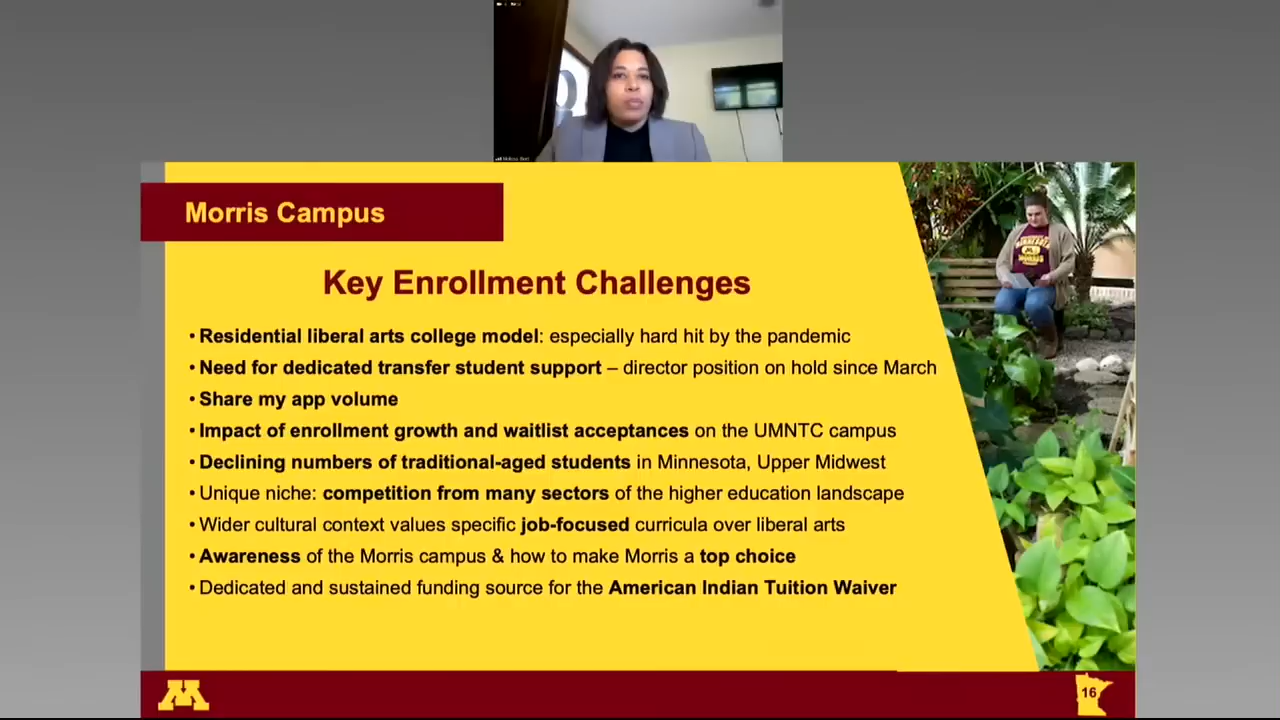 Morris Campus
Key Enrollment Challenges
• Residential liberal arts college model: especially hard hit by the pandemic
• Need for dedicated transfer student support – director position on hold since March
• Share my app volume
• Impact of enrollment growth and waitlist acceptances on the UMNTC campus
• Declining numbers of traditional-aged students in Minnesota, Upper Midwest
• Unique niche: competition from many sectors of the higher education landscape
• Wider cultural context values specific job-focused curricula over liberal arts
• Awareness of the Morris campus & how to make Morris a top choice
• Dedicated and sustained funding source for the American Indian Tuition Waiver
MINNESOTA
M
MORRIS
M
16